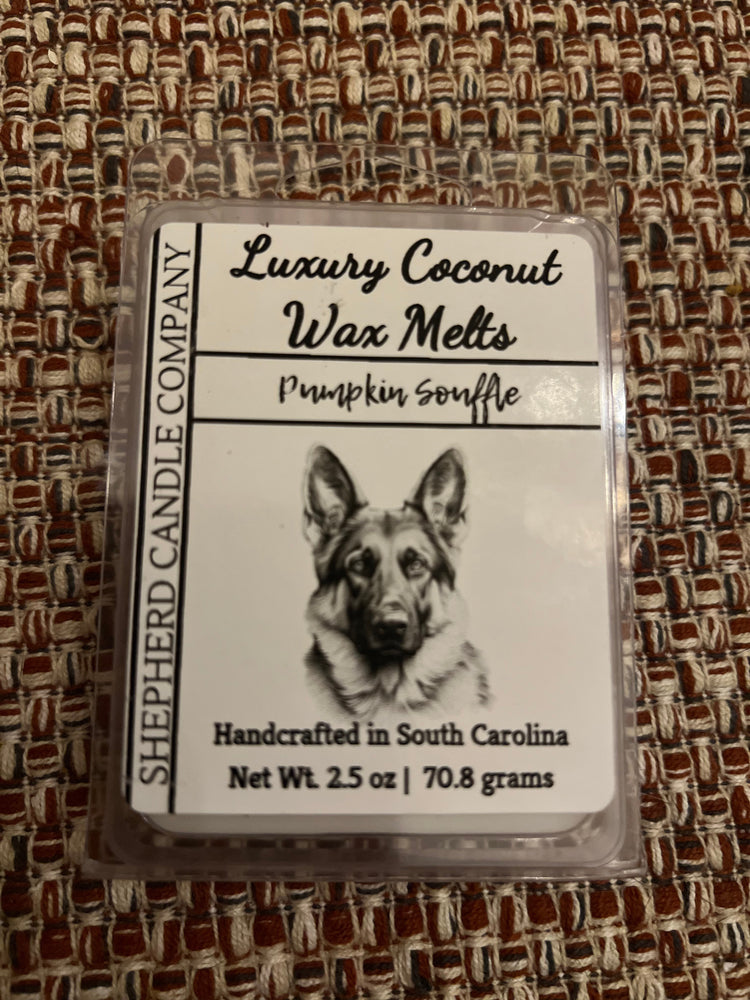 SHEPHERD CANDLE COMPANY
Luxury Coconut
Wax Melts
Pumpkin Souffle
Handcrafted in South Carolina
Net Wt. 2.5 oz | 70.8 grams